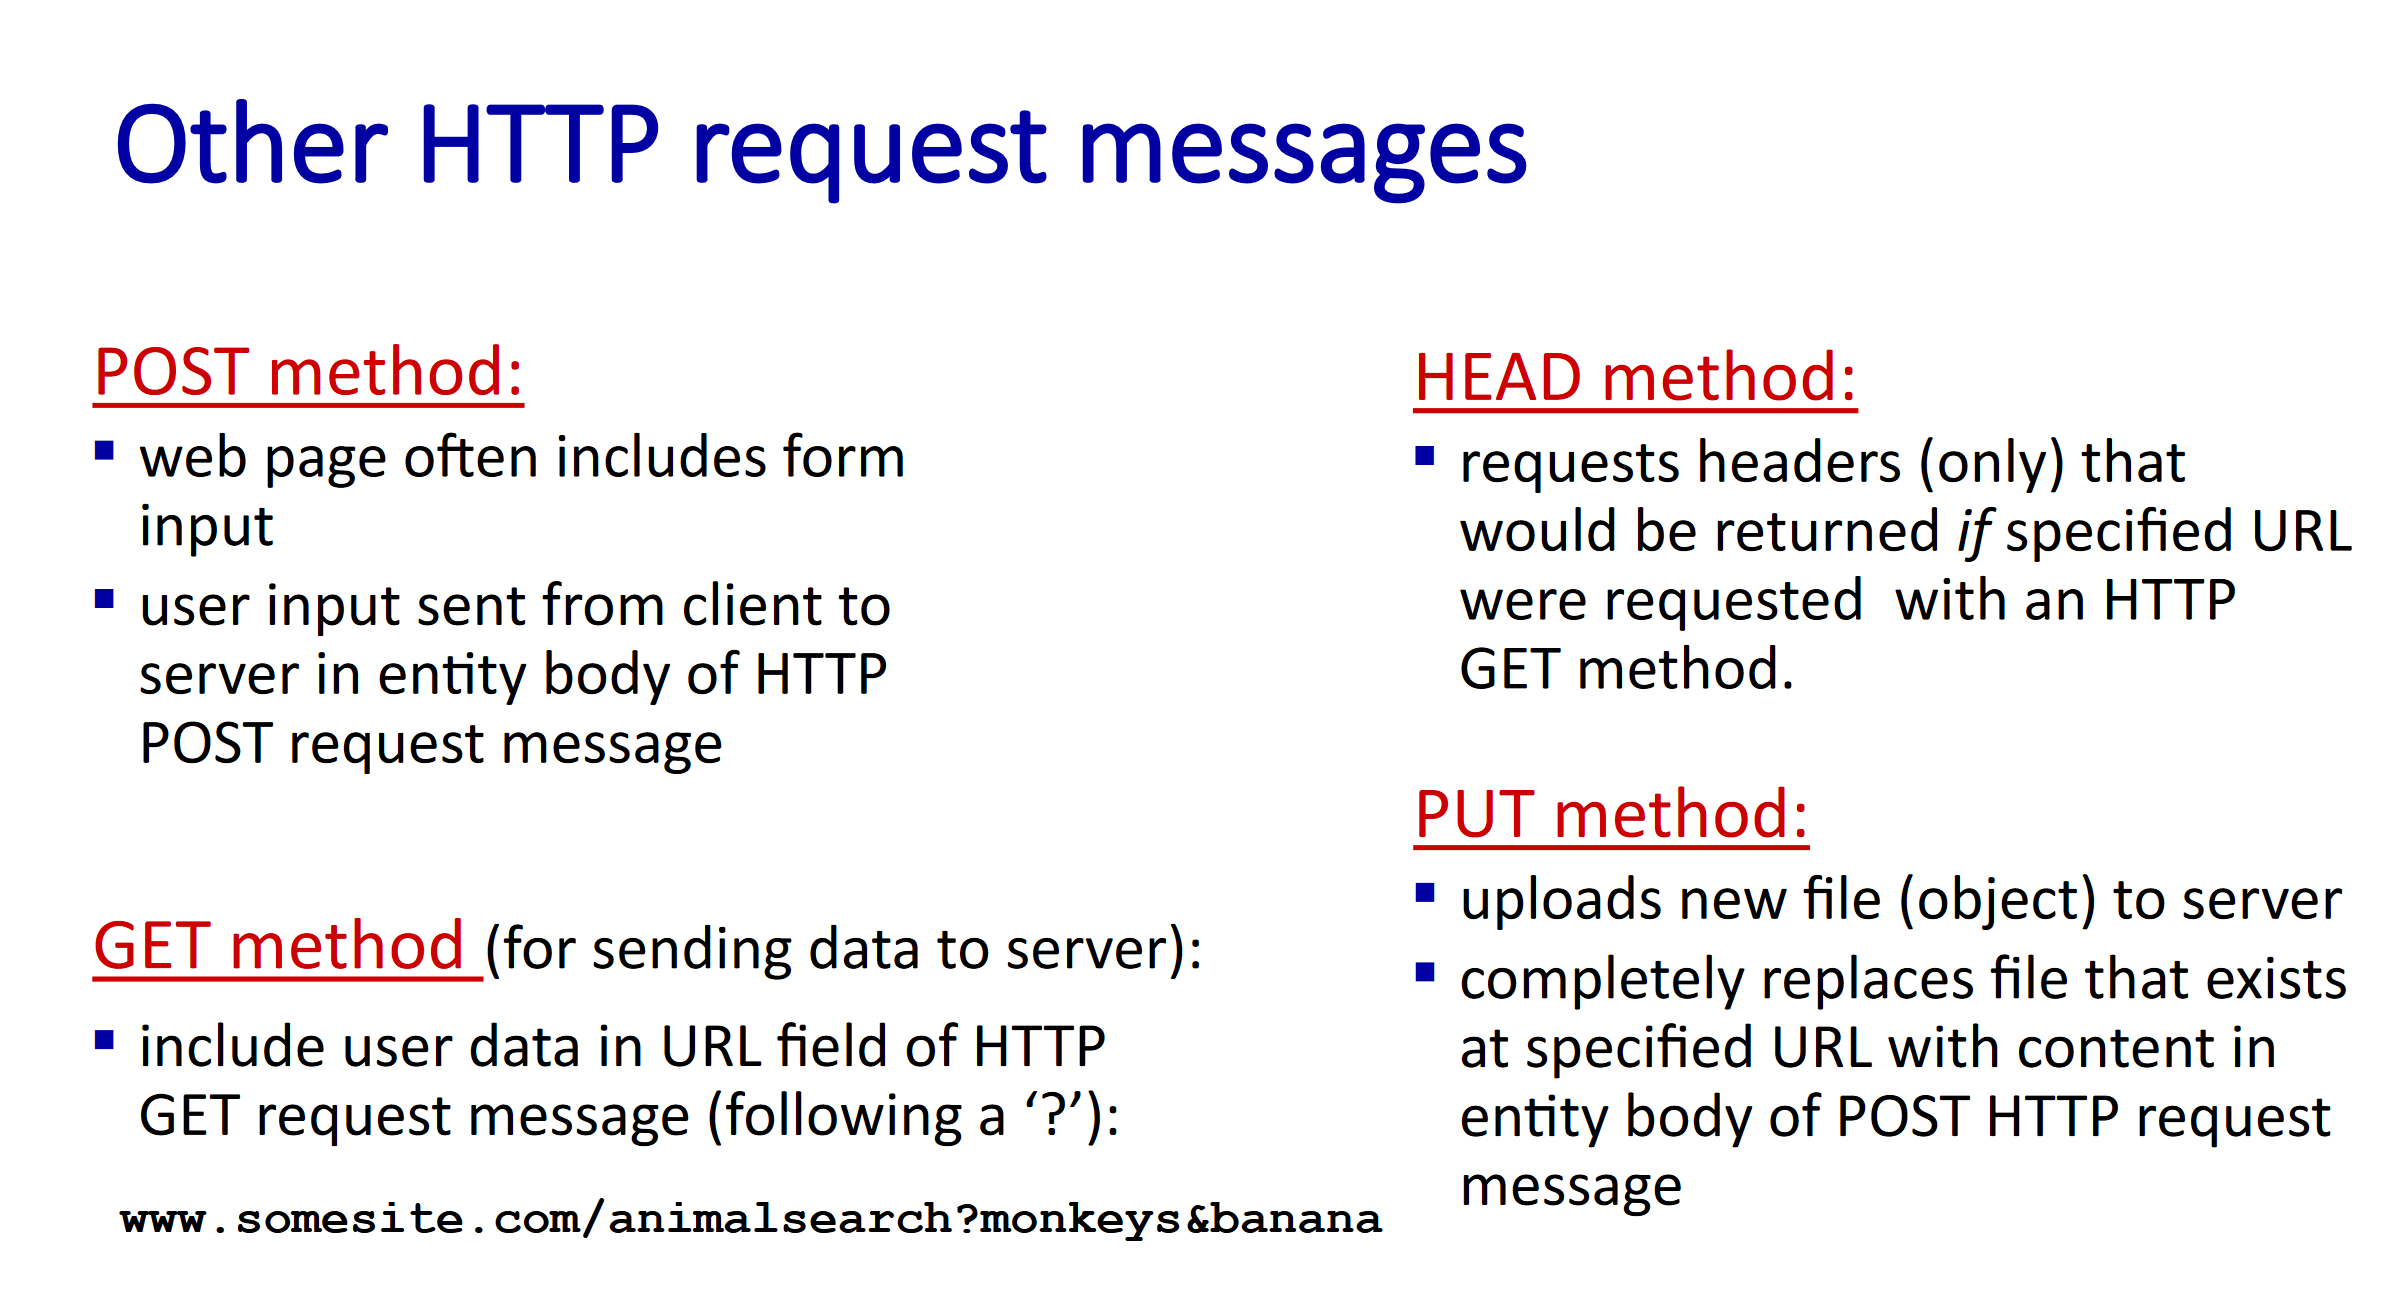 Other HTTP request messages
POST method:
▪ web page often includes form
input
▪ user input sent from client to
server in entity body of HTTP
POST request message
GET method (for sending data to server):
▪ include user data in URL field of HTTP
GET request message (following a ‘?’):
www.somesite.com/animalsearch?monkeys&banana
HEAD method:
▪ requests headers (only) that
would be returned if specified URL
were requested  with an HTTP
GET method.
PUT method:
▪ uploads new file (object) to server
▪ completely replaces file that exists
at specified URL with content in
entity body of POST HTTP request
message